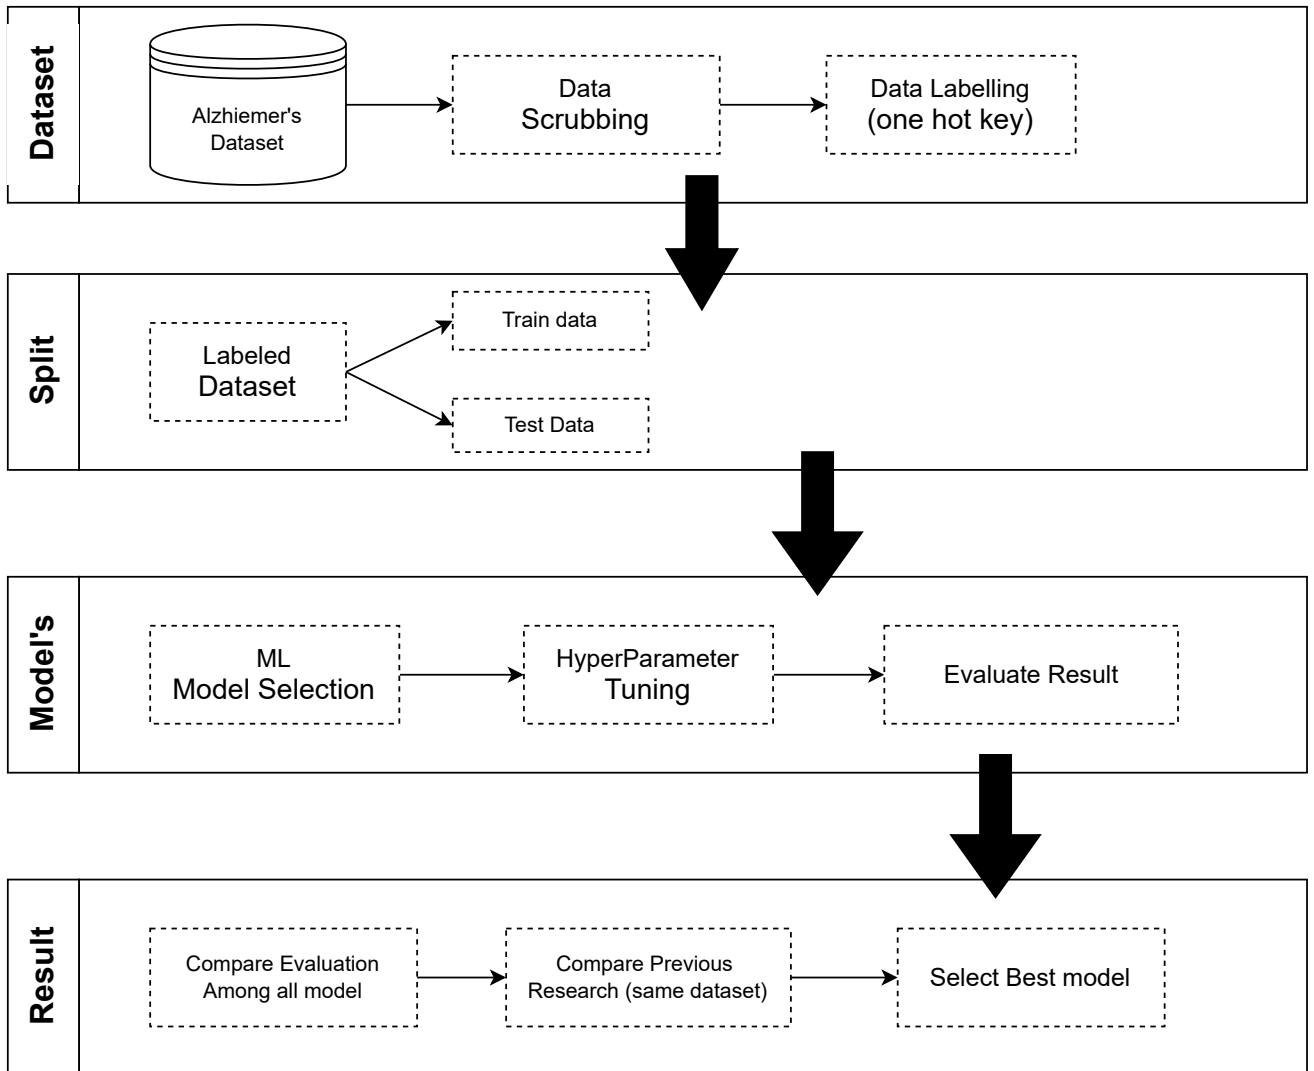 Dataset
Alzhiemer's
Dataset
Data
Scrubbing
Data Labelling
(one hot key)
Split
Labeled
Dataset
Train data
Test Data
Model's
ML
Model Selection
HyperParameter
Tuning
Evaluate Result
Result
Compare Evaluation
Among all model
Compare Previous
Research (same dataset)
Select Best model